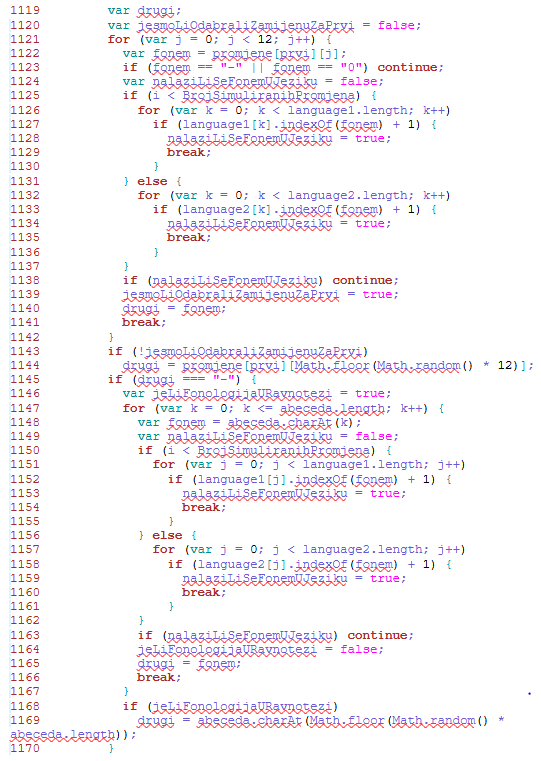 1119 var drugi;
1120 var jesmoLiOdabraliZamijenuZaPrvi = false;
1121 for (var j = 0; j < 12; j++) {
1122 var fonem = promjene[prvi][j];
1123 if (fonem == "-" || fonem == "0") continue;
1124 var nalaziLiSeFonemUJeziku = false;
1125 if (i < BrojSimuliranihPromjena) {
1126 for (var k = 0; k < language1.length; k++)
1127 if (language1[k].indexOf(fonem) + 1) {
1128 nalaziLiSeFonemUJeziku = true;
1129 break;
1130 }
1131 } else {
1132 for (var k = 0; k < language2.length; k++)
1133 if (language2[k].indexOf(fonem) + 1) {
1134 nalaziLiSeFonemUJeziku = true;
1135 break;
1136 }
1137 }
1138 if (nalaziLiSeFonemUJeziku) continue;
1139 jesmoLiOdabraliZamijenuZaPrvi = true;
1140 drugi = fonem;
1141 break;
1142 }
1143 if (!jesmoLiOdabraliZamijenuZaPrvi)
1144 drugi = promjene[prvi][Math.floor(Math.random() * 12)];
1145 if (drugi === "-") {
1146 var jeLiFonologijaURavnotezi = true;
1147 for (var k = 0; k <= abeceda.length; k++) {
1148 var fonem = abeceda.charAt(k);
1149 var nalaziLiSeFonemUJeziku = false;
1150 if (i < BrojSimuliranihPromjena) {
1151 for (var j = 0; j < language1.length; j++)
1152 if (language1[j].indexOf(fonem) + 1) {
1153 nalaziLiSeFonemUJeziku = true;
1154 break;
1155 }
1156 } else {
1157 for (var j = 0; j < language2.length; j++)
1158 if (language2[j].indexOf(fonem) + 1) {
1159 nalaziLiSeFonemUJeziku = true;
1160 break;
1161 }
1162 }
1163 if (nalaziLiSeFonemUJeziku) continue;
1164 jeLiFonologijaURavnotezi = false;
1165 drugi = fonem;
1166 break;
1167 }
1168 if (jeLiFonologijaURavnotezi)
1169 drugi = abeceda.charAt(Math.floor(Math.random() *
abeceda.length));
1170 }